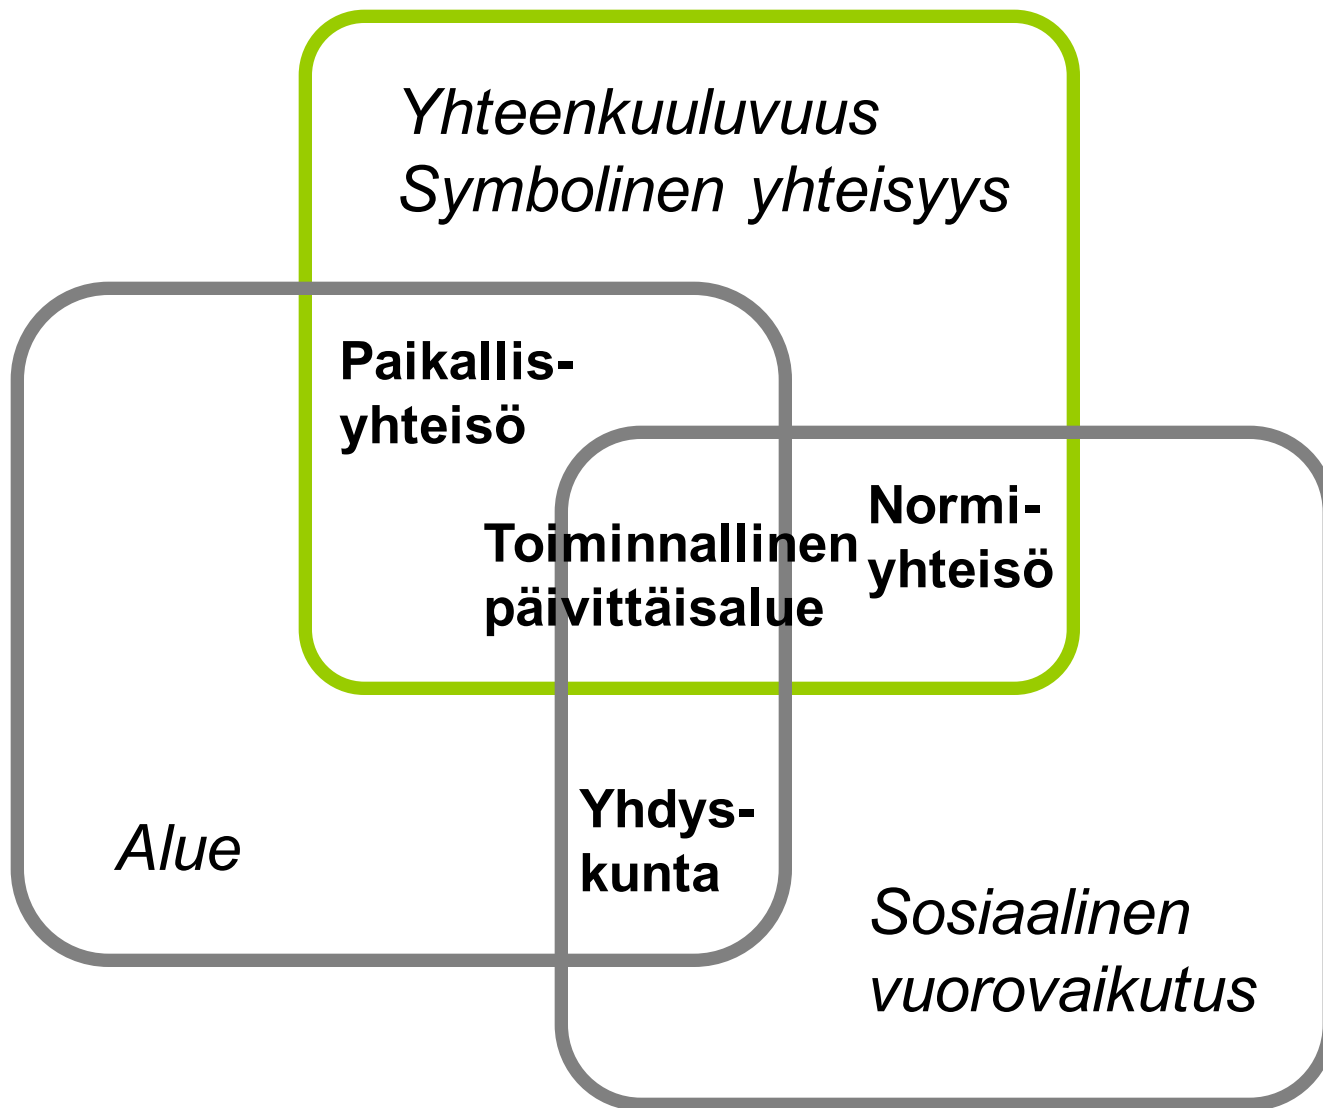 Yhteenkuuluvuus
Symbolinen yhteisyys
Paikallis-
yhteisö
Normi-
yhteisö
Toiminnallinen
päivittäisalue
Yhdys-
kunta
Alue
Sosiaalinen
vuorovaikutus